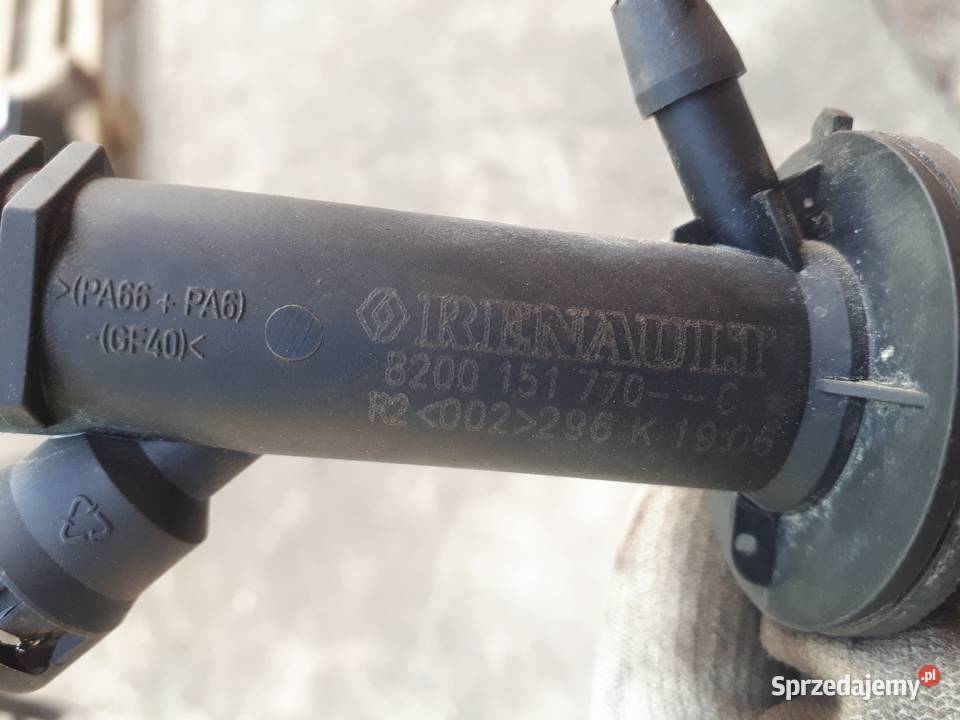 >(PA66 + PA6)
-(GF40)<
RENAULT
8200 151 770--C
R2<002>296 K 19:06
Sprzedajemy.pl